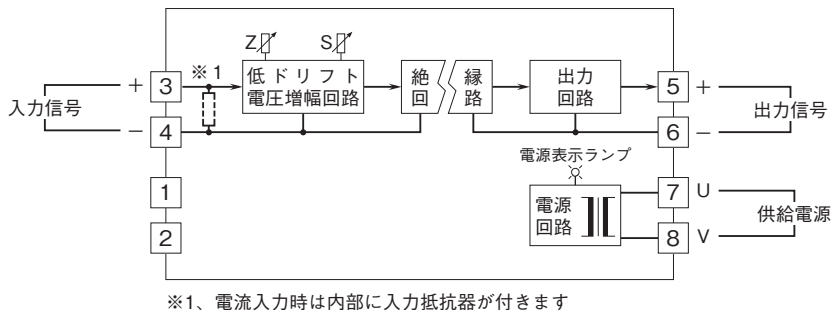 Z S
※1
低ドリフト
電圧増幅回路
絶縁
回路
出力
回路
入力信号
+ 3
− 4
1
2
5 +
6 −
出力信号
電源表示ランプ
電源
回路
7 U
8 V
供給電源
※1、電流入力時は内部に入力抵抗器が付きます